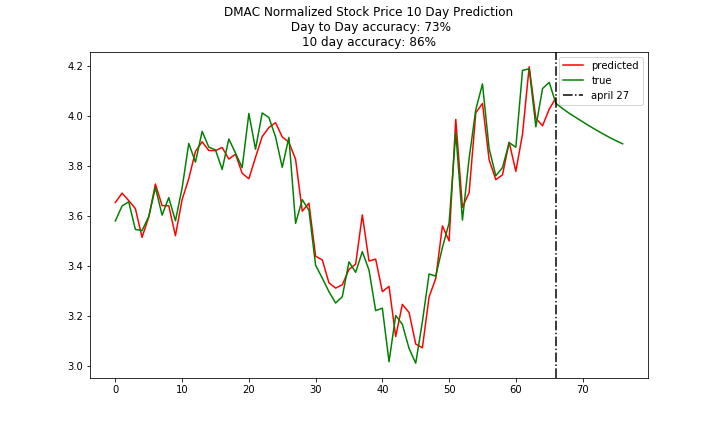 DMAC Normalized Stock Price 10 Day Prediction
Day to Day accuracy: 73%
10 day accuracy: 86%
predicted
true
april 27
4.2
4.0
3.8
3.6
3.4
3.2
3.0
0 10 20 30 40 50 60 70